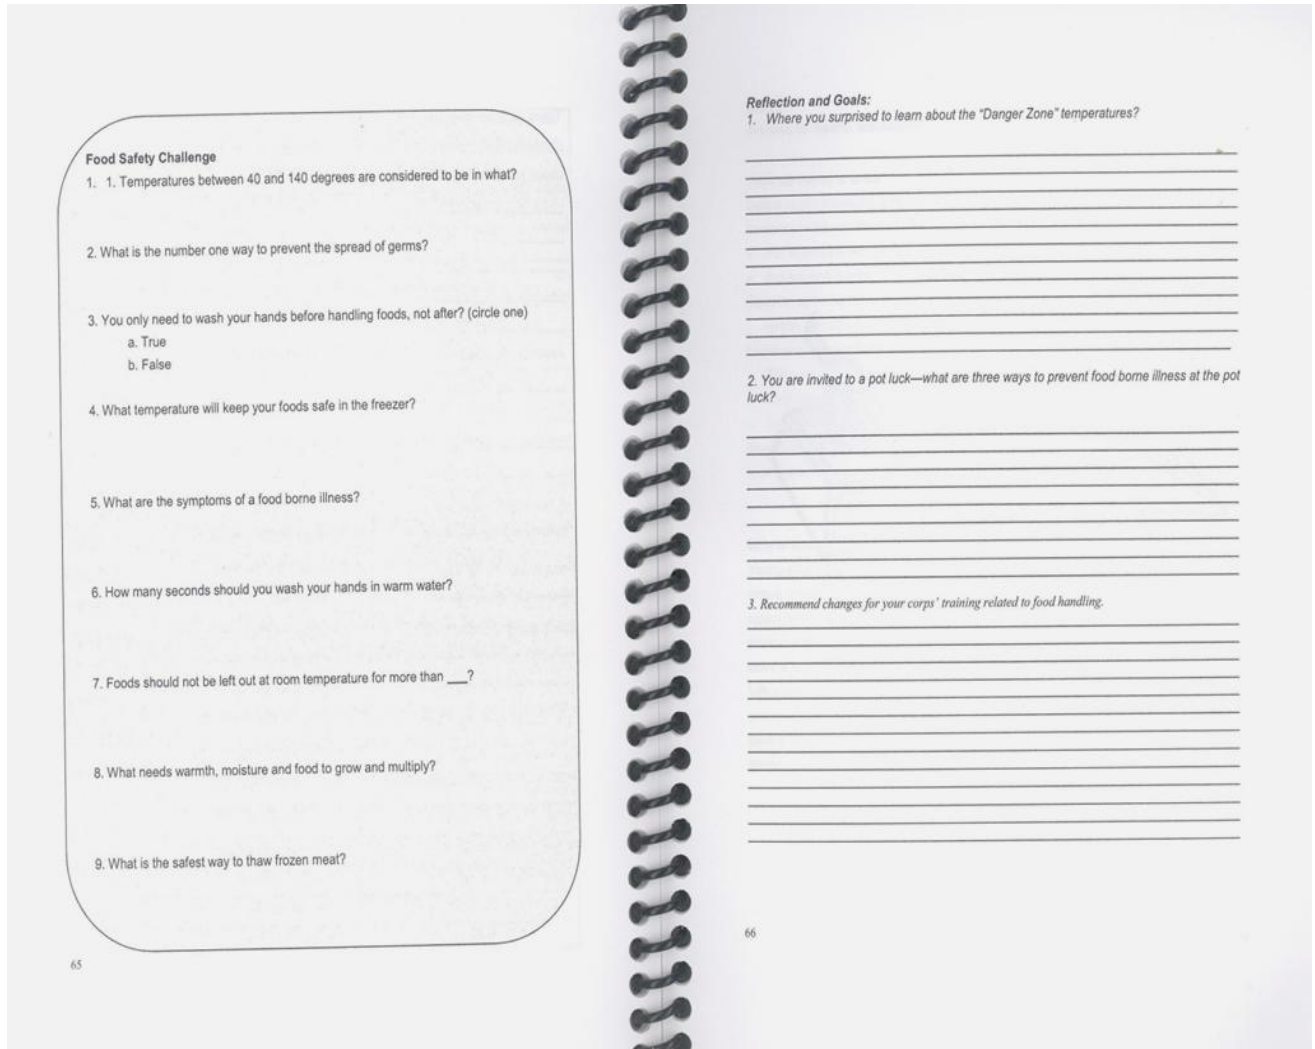 Food Safety Challenge
1. 1. Temperatures between 40 and 140 degrees are considered to be in what?
2. What is the number one way to prevent the spread of germs?
3. You only need to wash your hands before handling foods, not after? (circle one)
a. True
b. False
4. What temperature will keep your foods safe in the freezer?
5. What are the symptoms of a food borne illness?
6. How many seconds should you wash your hands in warm water?
7. Foods should not be left out at room temperature for more than ___?
8. What needs warmth, moisture and food to grow and multiply?
9. What is the safest way to thaw frozen meat?
65
Reflection and Goals:
1. Where you surprised to learn about the “Danger Zone” temperatures?
2. You are invited to a pot luck—what are three ways to prevent food borne illness at the pot
luck?
3. Recommend changes for your corps’ training related to food handling.
66